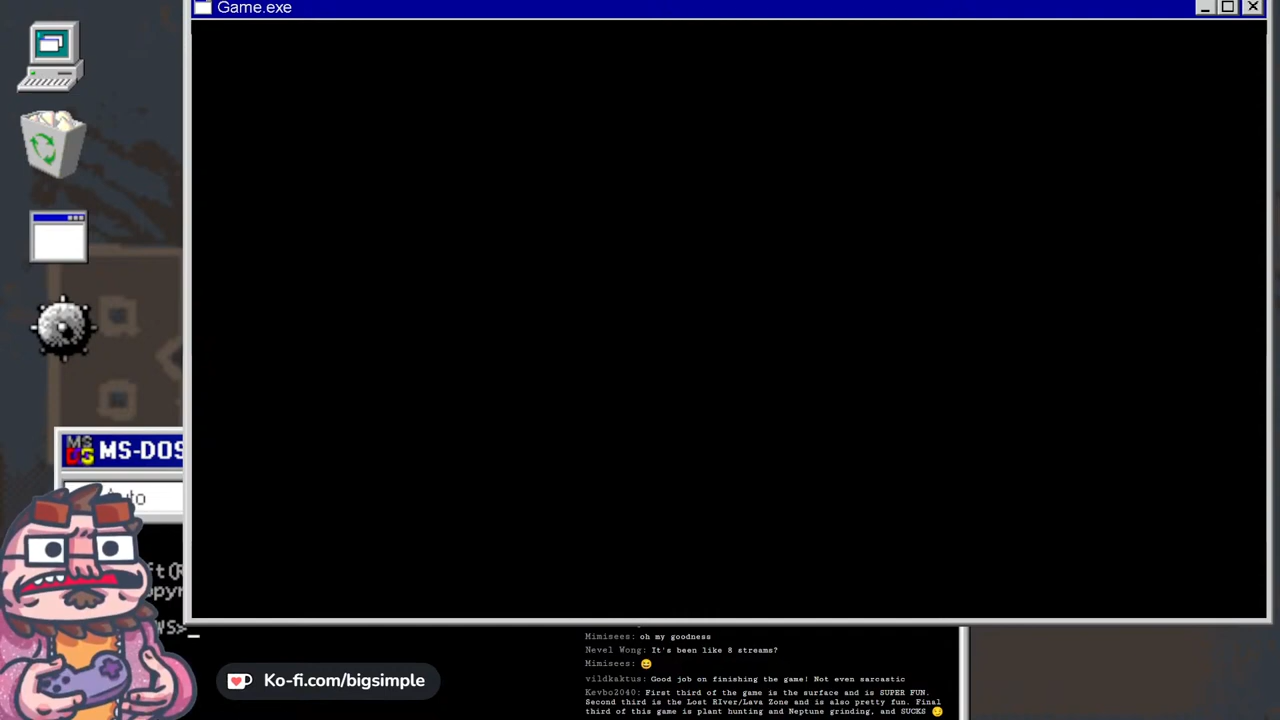 Game.exe
MS-DOS
Auto
Mimisees: oh my goodness
Nevel Wong: It's been like 8 streams?
Mimisees: 😆
vildkaktus: Good job on finishing the game! Not even sarcastic
Kevbo2040: First third of the game is the surface and is SUPER FUN.
Second third is the Lost RIver/Lava Zone and is also pretty fun. Final
third of this game is plant hunting and Neptune grinding, and SUCKS 😏
Ko-fi.com/bigsimple